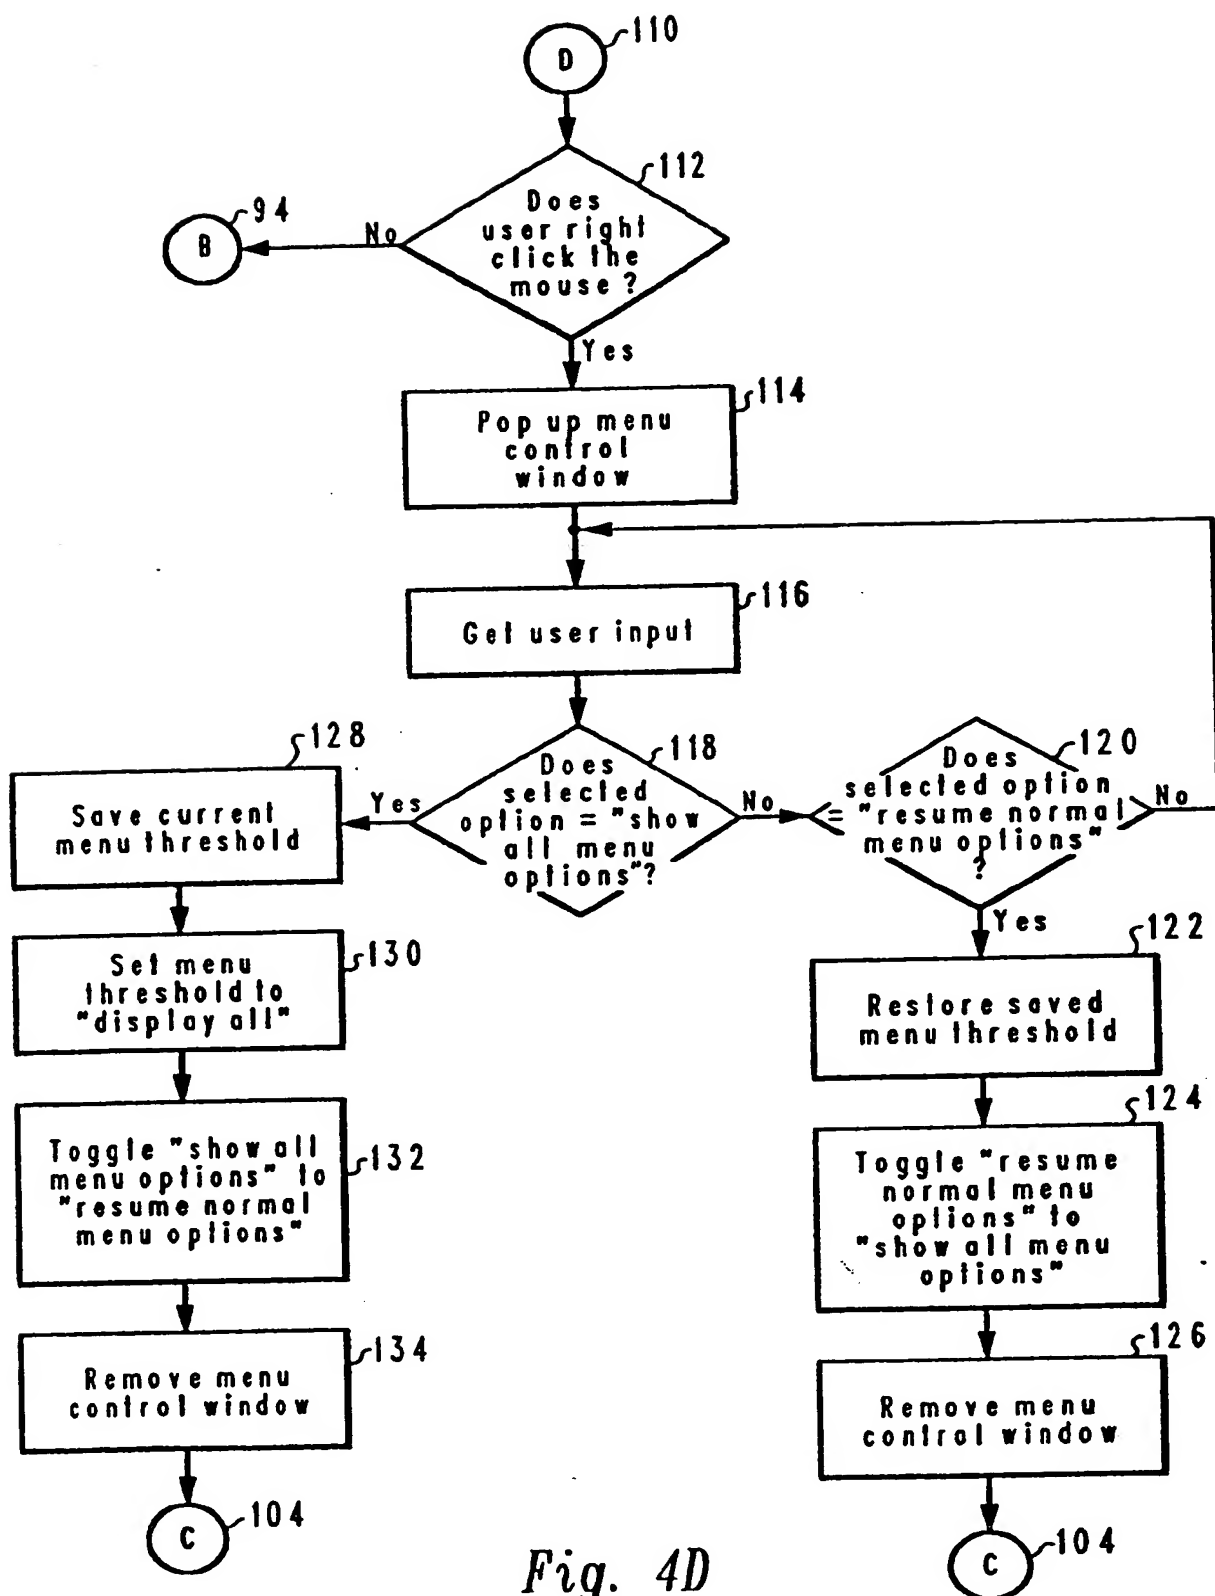 D
110
112
Does
user right
click the
mouse ?
No
94
B
Yes
114
Pop up menu
control
window
116
Get user input
118
Does
selected
option = "show
all menu
options"?
Yes
No
120
Does
selected option
= "resume normal
menu options"
?
No
Yes
128
Save current
menu threshold
130
Set menu
threshold to
"display all"
132
Toggle "show all
menu options" to
"resume normal
menu options"
134
Remove menu
control window
C
104
122
Restore saved
menu threshold
124
Toggle "resume
normal menu
options" to
"show all menu
options"
126
Remove menu
control window
C
104
Fig. 4D